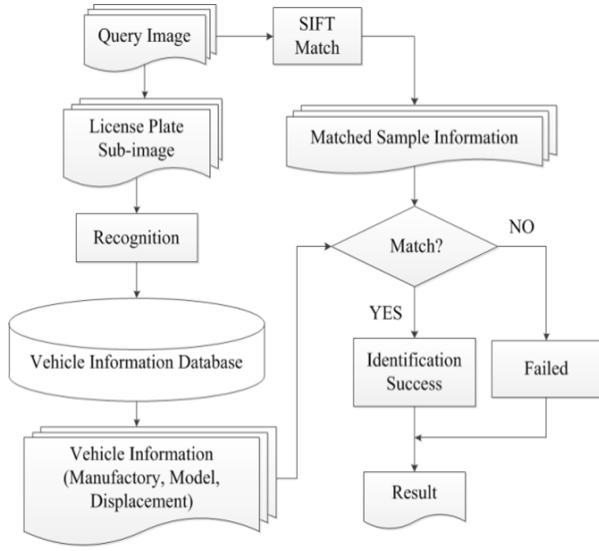 Query Image
SIFT
Match
License Plate
Sub-image
Matched Sample Information
Recognition
Match?
NO
YES
Vehicle Information Database
Identification
Success
Failed
Vehicle Information
(Manufactory, Model,
Displacement)
Result